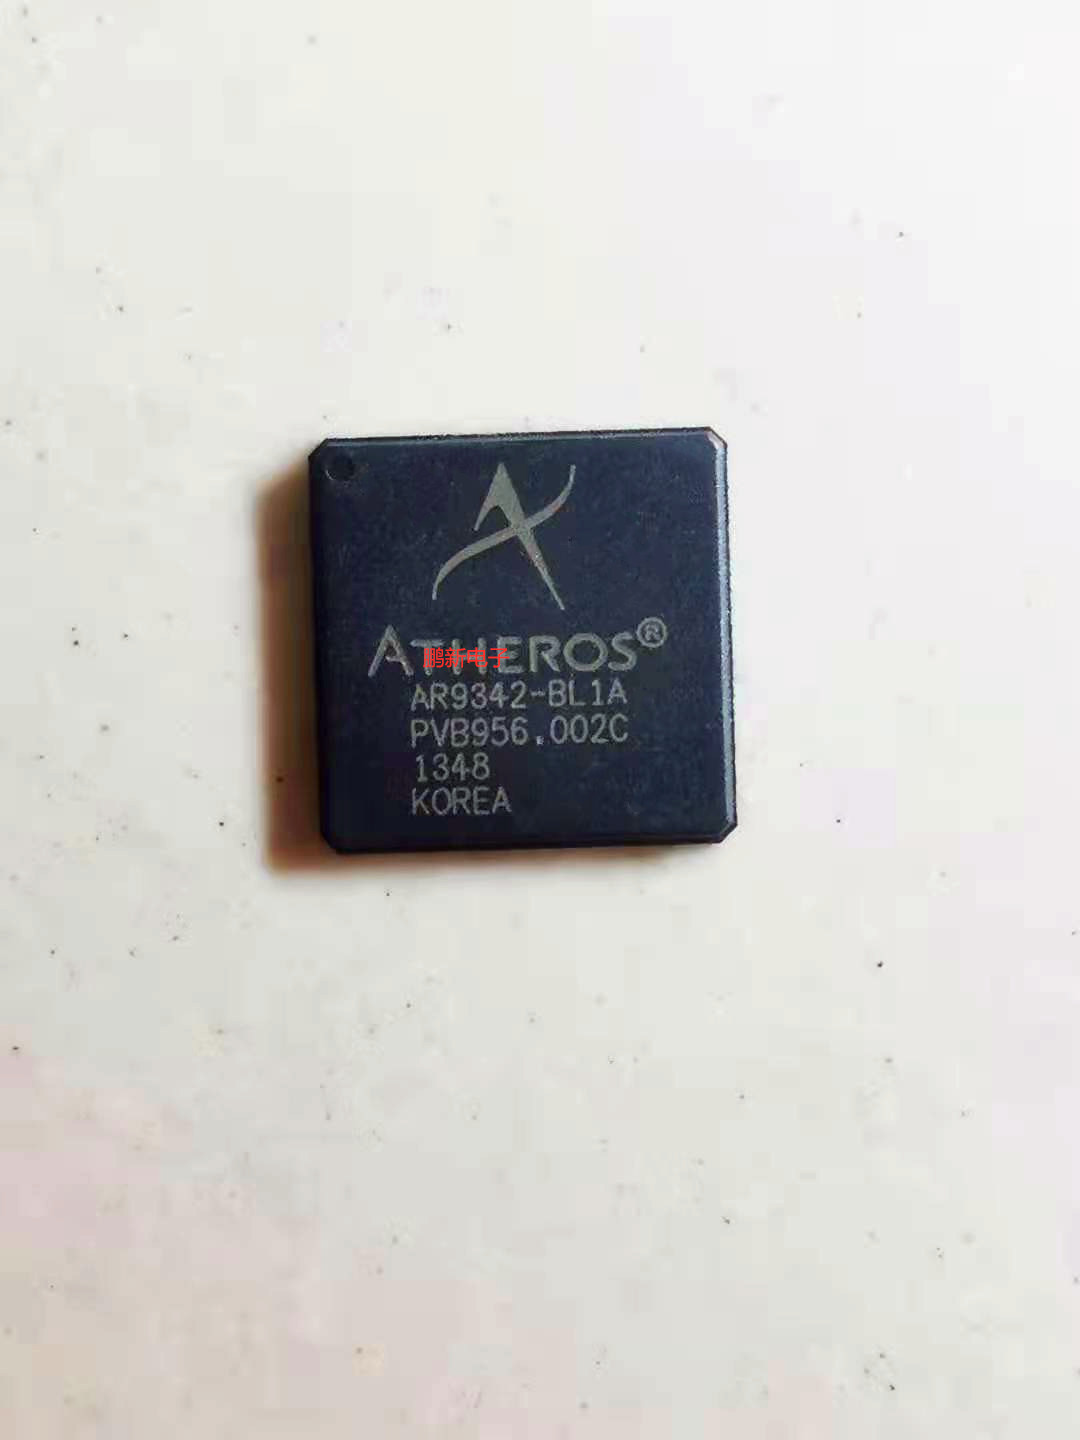 ATHEROS®
鹏新电子
AR9342-BL1A
PVB956.002C
1348
KOREA